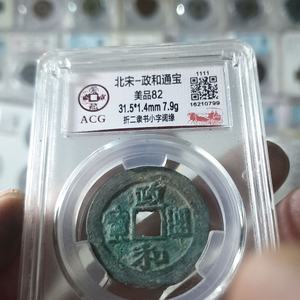 北宋-政和通宝
美品82
31.5*1.4mm 7.9g
折二隶书小字阔缘
ACG
1111
16210799
政
和
通
寳